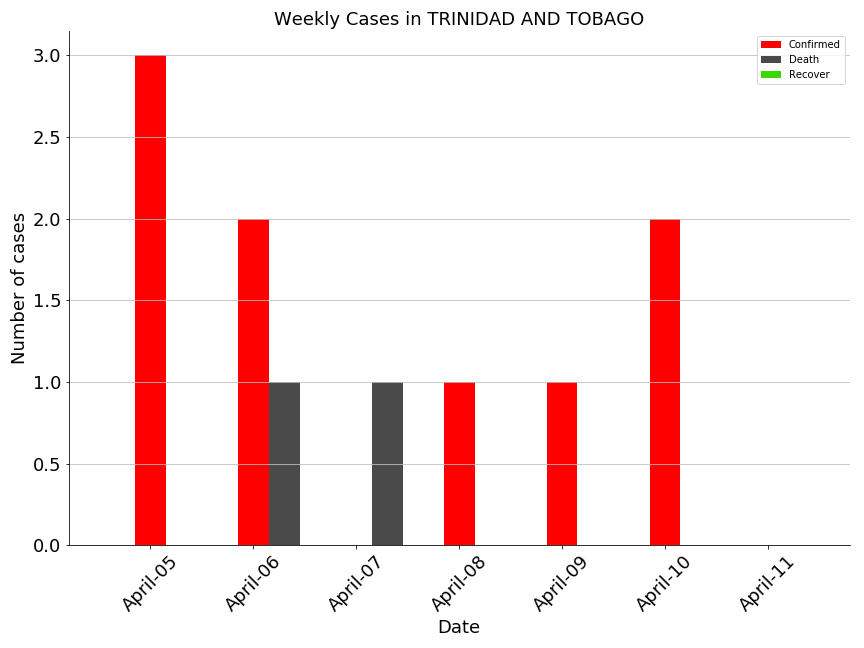 Weekly Cases in TRINIDAD AND TOBAGO
Confirmed
Death
Recover
Number of cases
3.0
2.5
2.0
1.5
1.0
0.5
0.0
April-05
April-06
April-07
April-08
April-09
April-10
April-11
Date